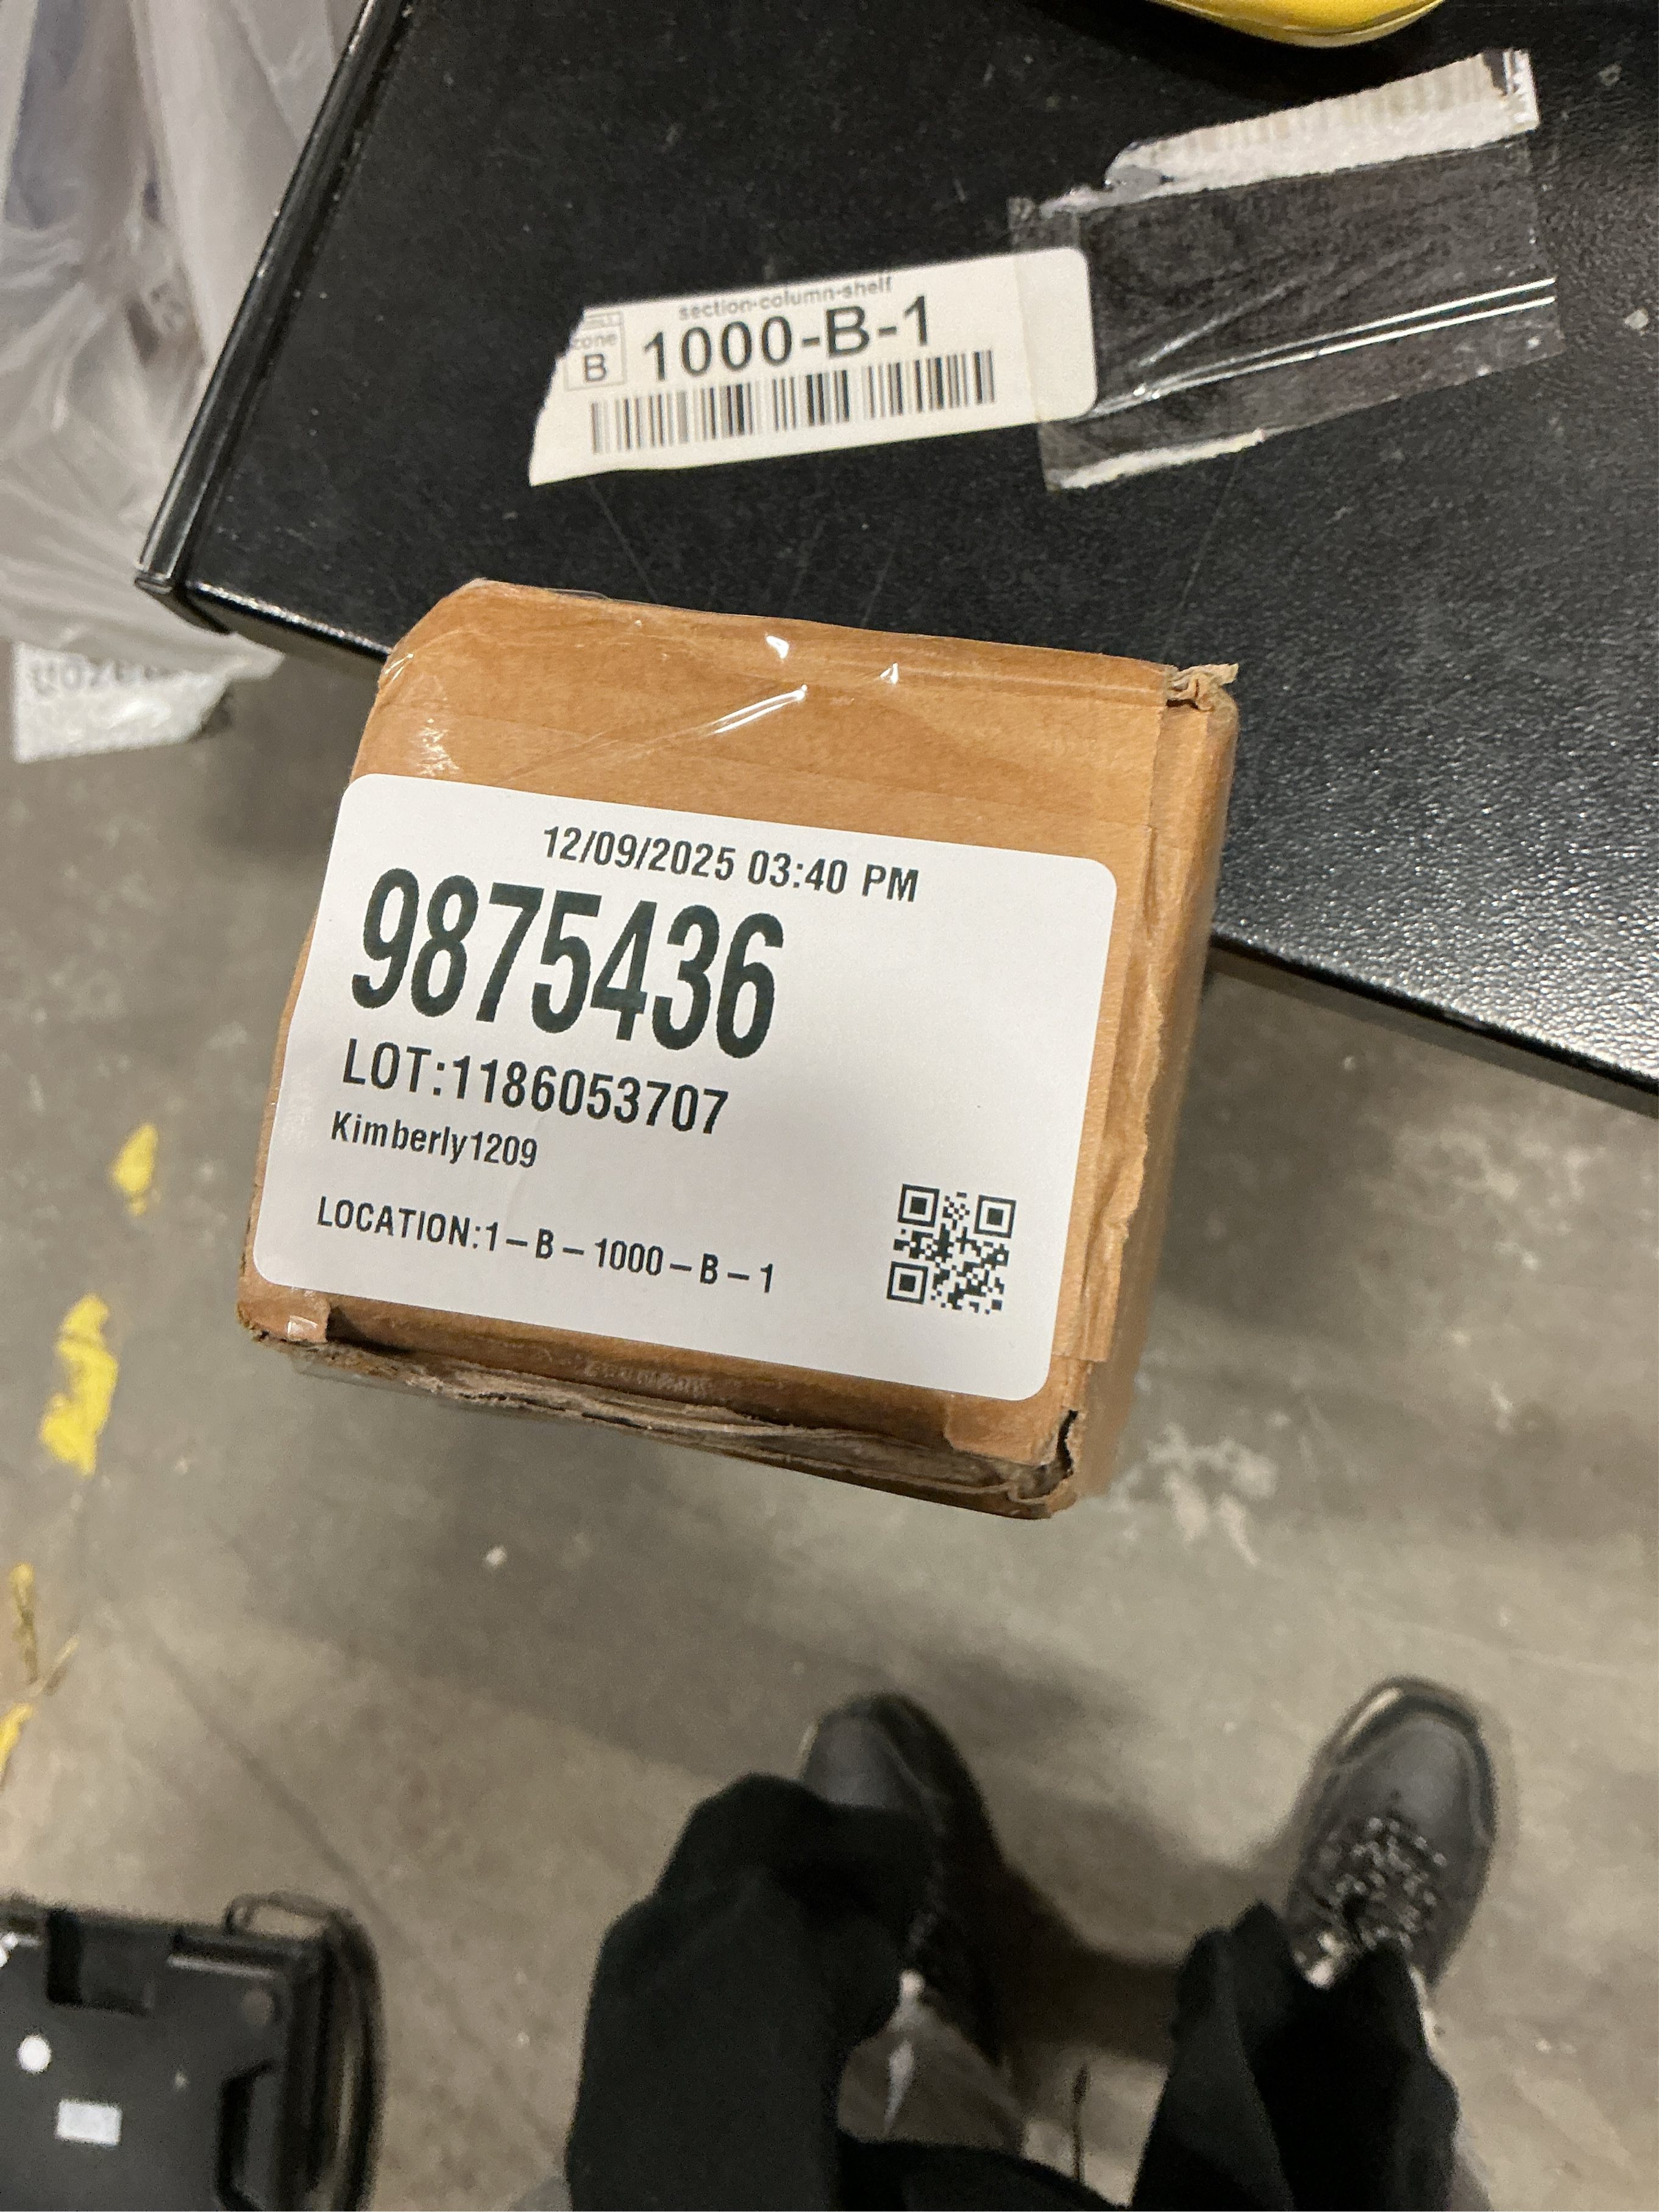 section-column-shelf
zone
B
1000-B-1
12/09/2025 03:40 PM
9875436
LOT:1186053707
Kimberly1209
LOCATION:1-B-1000-B-1